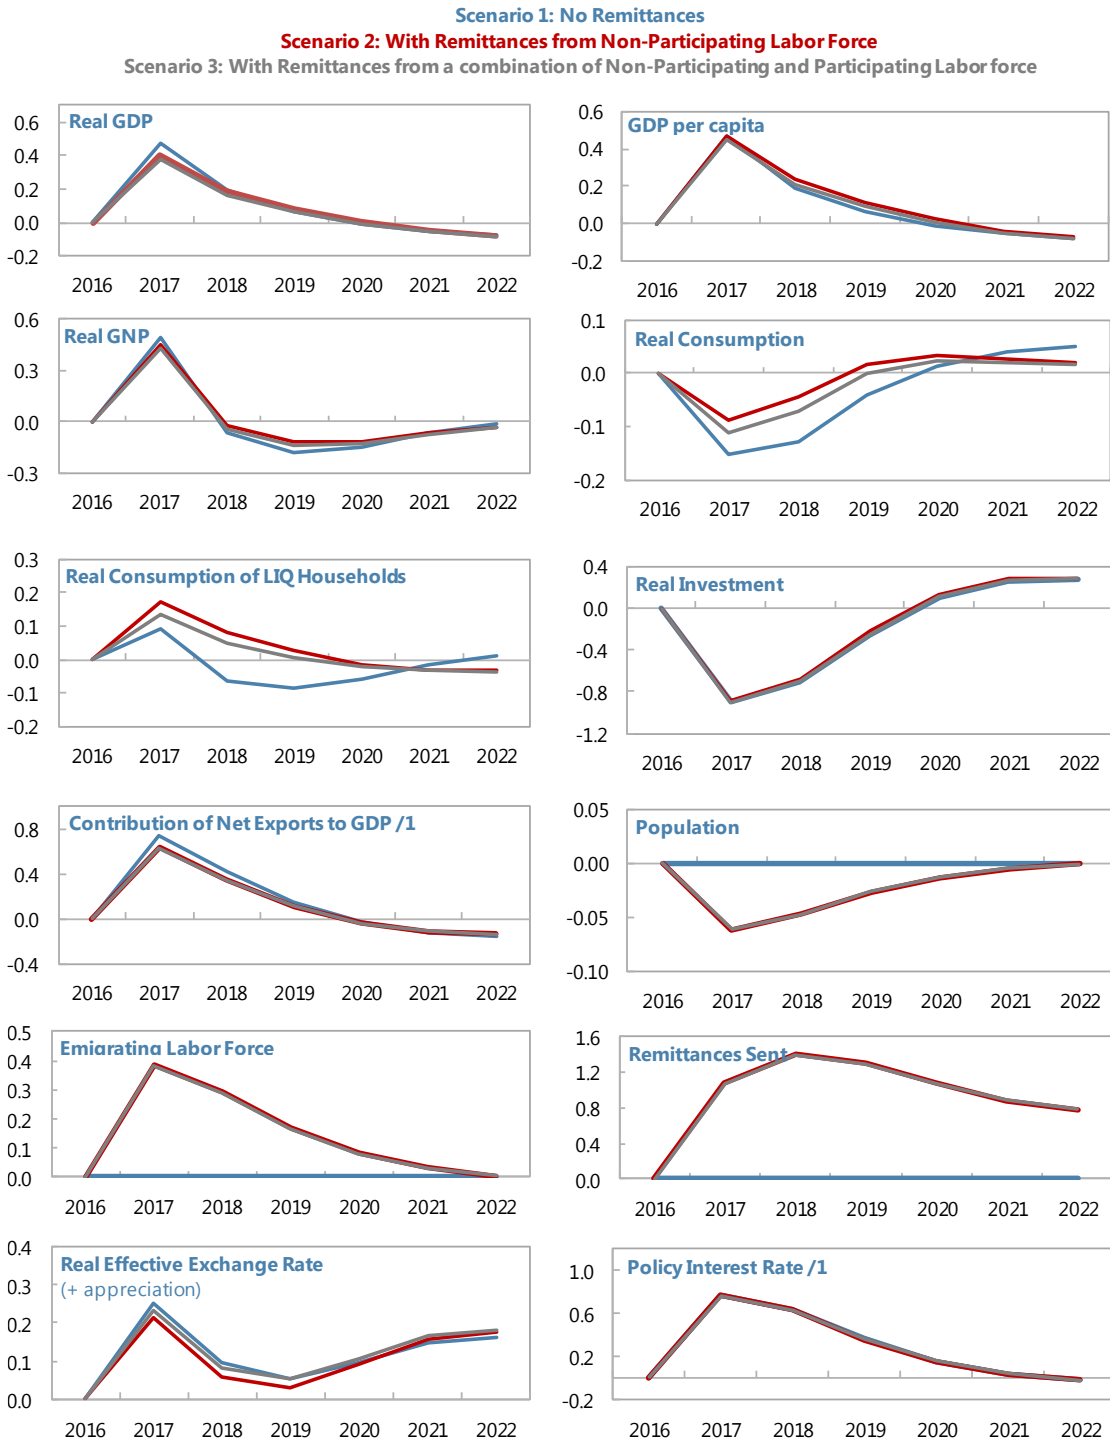 Scenario 1: No Remittances
Scenario 2: With Remittances from Non-Participating Labor Force
Scenario 3: With Remittances from a combination of Non-Participating and Participating Labor force
Real GDP
0.6
0.4
0.2
0.0
-0.2
2016 2017 2018 2019 2020 2021 2022
GDP per capita
0.6
0.4
0.2
0.0
-0.2
2016 2017 2018 2019 2020 2021 2022
Real GNP
0.6
0.3
0.0
-0.3
2016 2017 2018 2019 2020 2021 2022
Real Consumption
0.1
0.0
-0.1
-0.2
2016 2017 2018 2019 2020 2021 2022
Real Consumption of LIQ Households
0.3
0.2
0.1
0.0
-0.1
-0.2
2016 2017 2018 2019 2020 2021 2022
Real Investment
0.4
0.0
-0.4
-0.8
-1.2
2016 2017 2018 2019 2020 2021 2022
Contribution of Net Exports to GDP /1
0.8
0.4
0.0
-0.4
2016 2017 2018 2019 2020 2021 2022
Population
0.05
0.00
-0.05
-0.10
2016 2017 2018 2019 2020 2021 2022
Emigrating Labor Force
0.5
0.4
0.3
0.2
0.1
0.0
2016 2017 2018 2019 2020 2021 2022
Remittances Sent
1.6
1.2
0.8
0.4
0.0
2016 2017 2018 2019 2020 2021 2022
Real Effective Exchange Rate
(+ appreciation)
0.4
0.3
0.2
0.1
0.0
2016 2017 2018 2019 2020 2021 2022
Policy Interest Rate /1
1.0
0.6
0.2
-0.2
2016 2017 2018 2019 2020 2021 2022